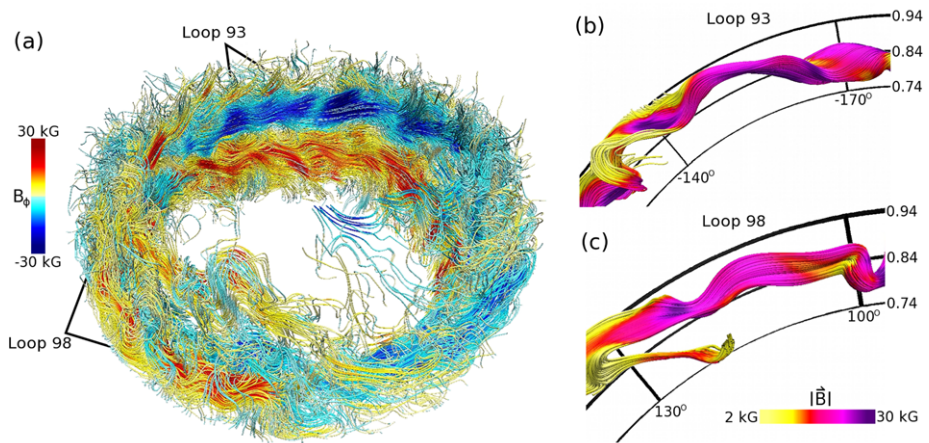 (a)
Loop 93
30 kG
Bϕ
-30 kG
Loop 98
(b)
Loop 93
0.94
0.84
0.74
-170°
-140°
(c)
Loop 98
0.94
0.84
0.74
100°
130°
|B⃗|
2 kG
30 kG